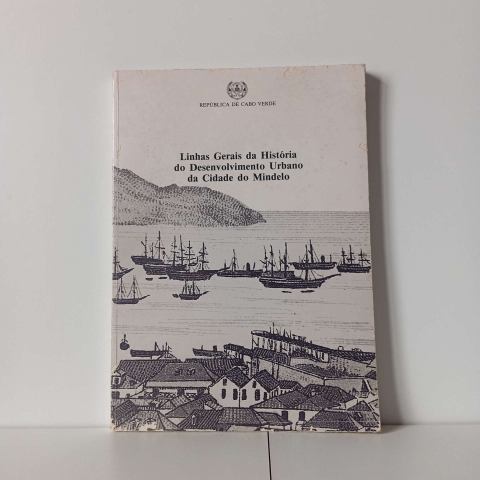 REPÚBLICA DE CABO VERDE
Linhas Gerais da História
do Desenvolvimento Urbano
da Cidade do Mindelo